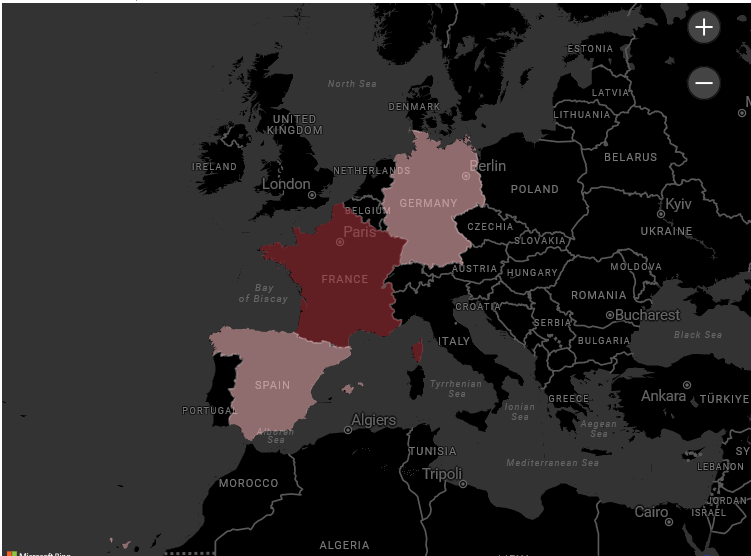 ESTONIA
North Sea
LATVIA
DENMARK
LITHUANIA
UNITED
KINGDOM
BELARUS
IRELAND
NETHERLANDS
Berlin
London
POLAND
GERMANY
Kyiv
BELGIUM
Paris
CZECHIA
UKRAINE
SLOVAKIA
AUSTRIA
HUNGARY
MOLDOVA
FRANCE
Bay
of Biscay
ROMANIA
CROATIA
Bucharest
SERBIA
Black Sea
ITALY
BULGARIA
SPAIN
Tyrrhenian
Sea
Ankara
TÜRKIYE
GREECE
PORTUGAL
Ionian
Sea
Algiers
Aegean
Sea
Alboran
Sea
TUNISIA
SY
Mediterranean Sea
LEBANON
Tripoli
MOROCCO
JORDAN
Cairo
ISRAEL
ALGERIA
Microsoft Bing